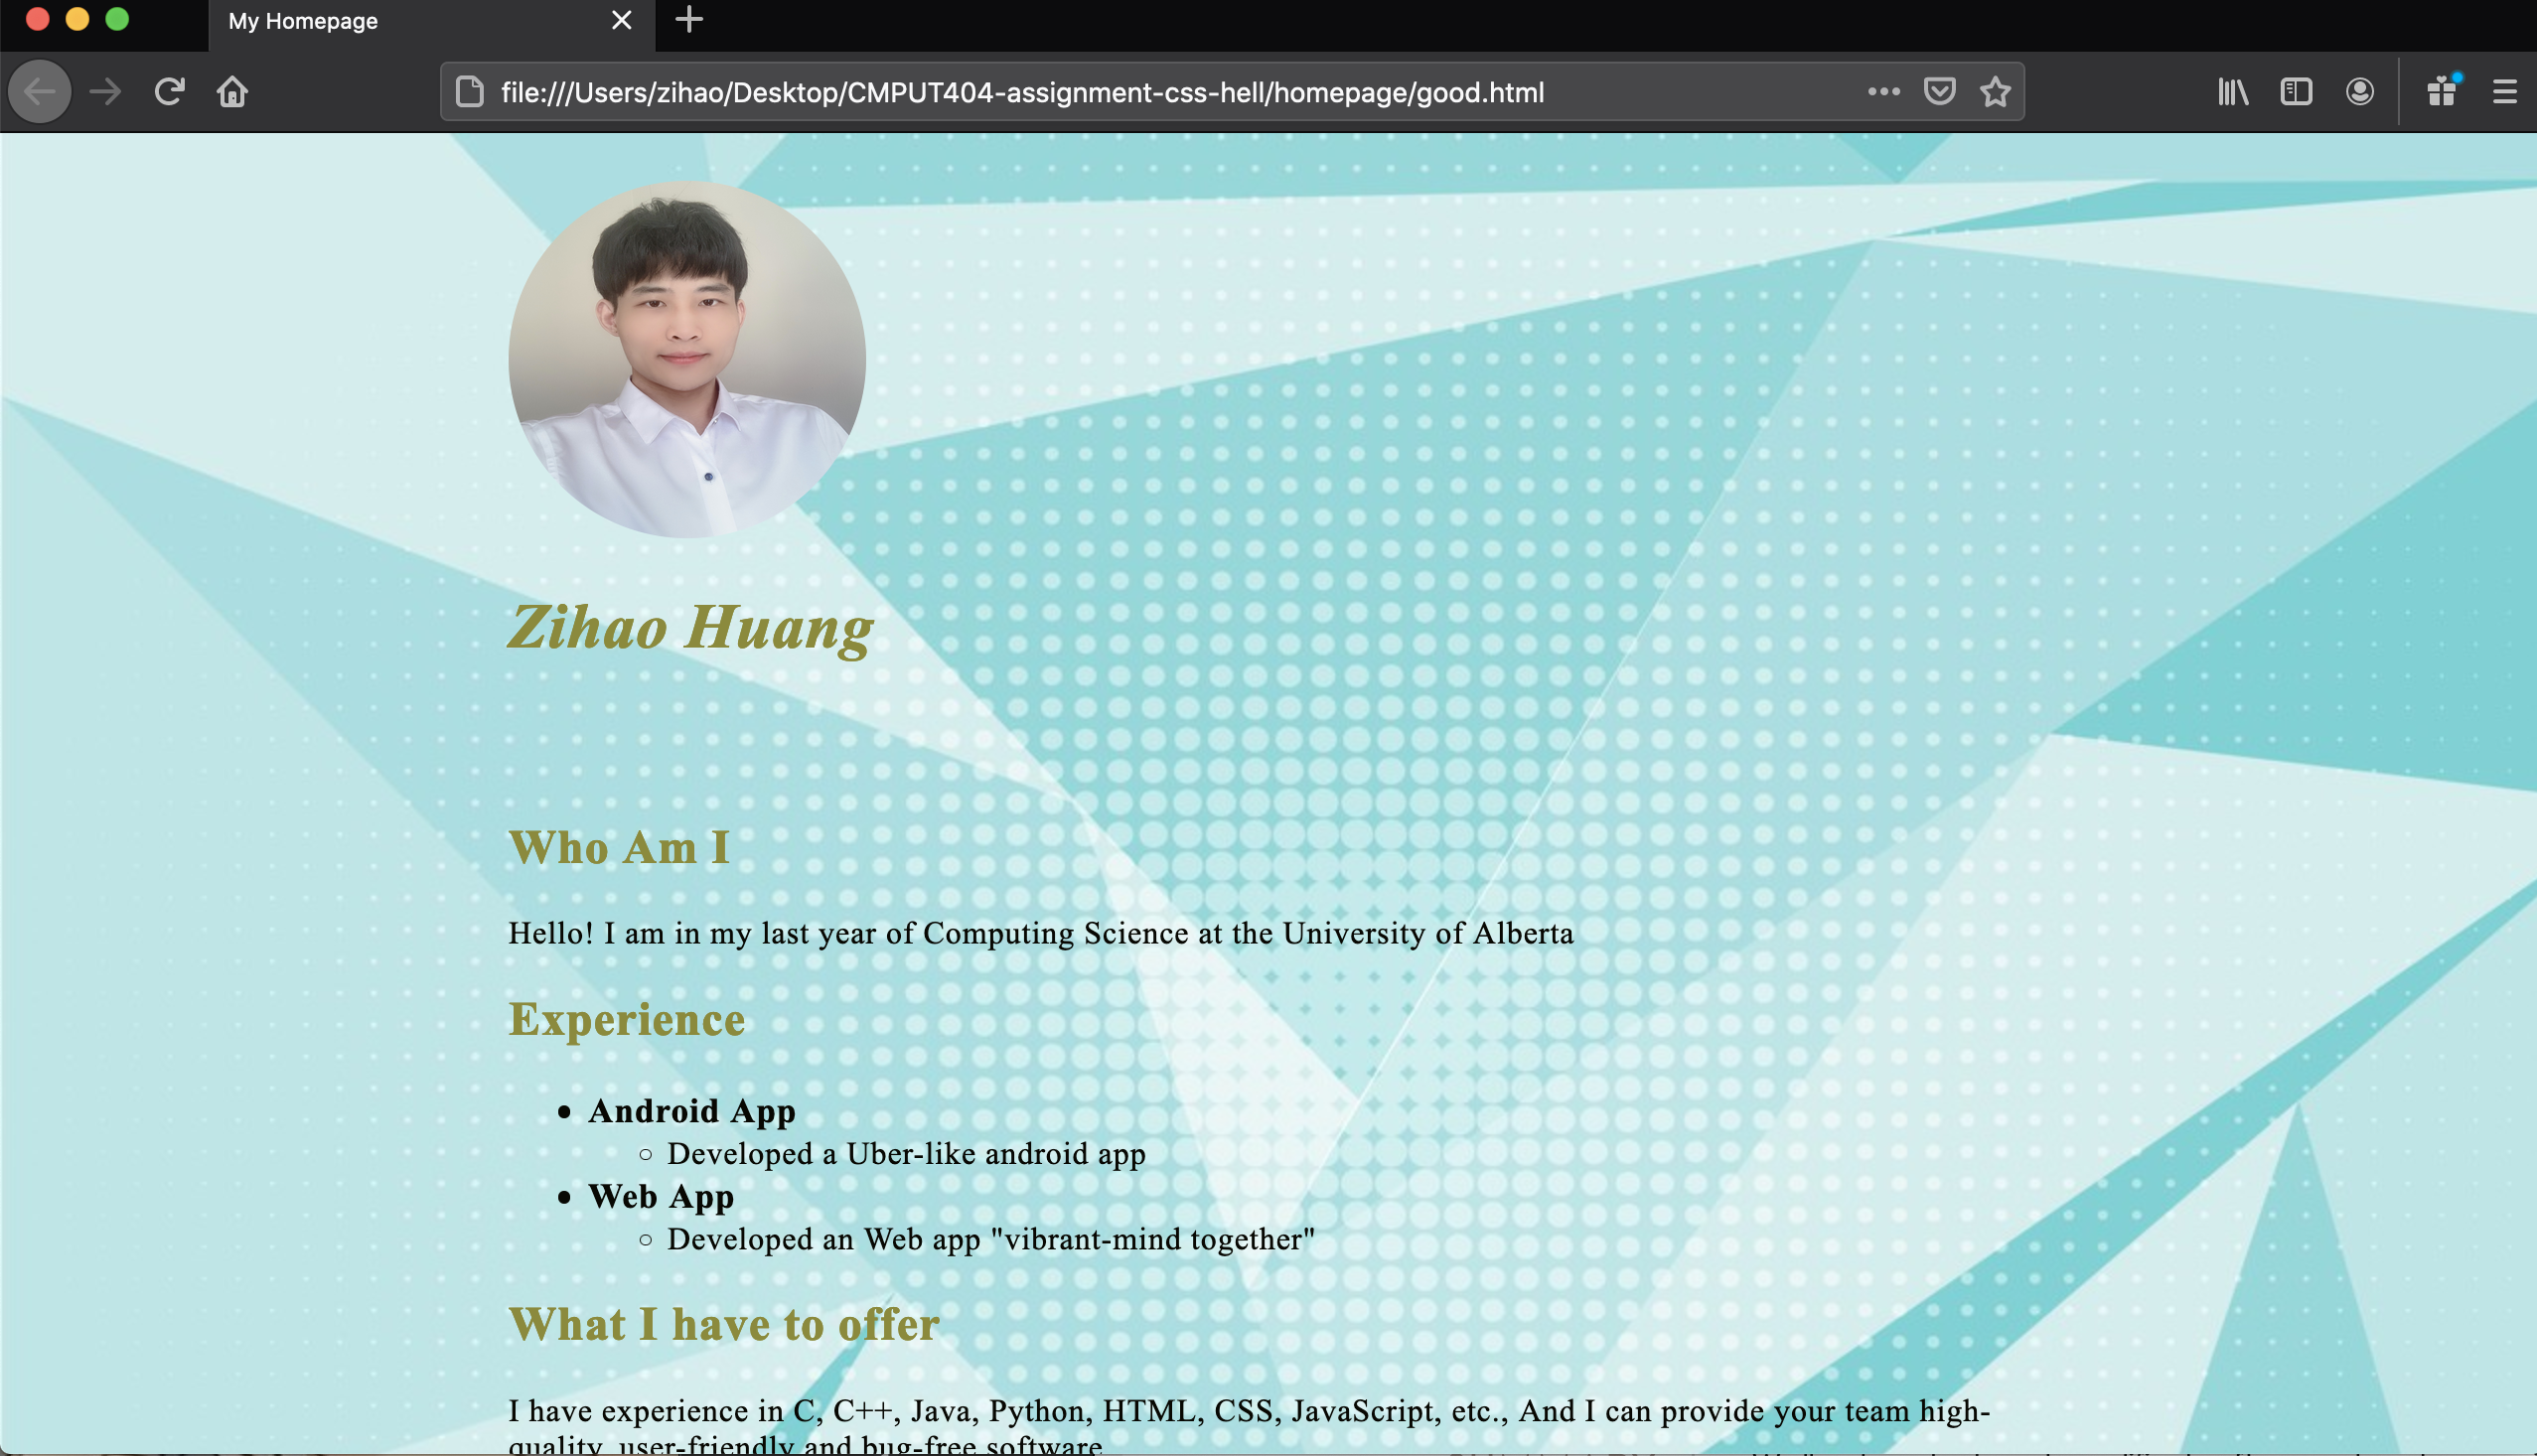 My Homepage
file:///Users/zihao/Desktop/CMPUT404-assignment-css-hell/homepage/good.html
Zihao Huang
Who Am I
Hello! I am in my last year of Computing Science at the University of Alberta
Experience
Android App
Developed a Uber-like android app
Web App
Developed an Web app "vibrant-mind together"
What I have to offer
I have experience in C, C++, Java, Python, HTML, CSS, JavaScript, etc., And I can provide your team high-
quality, user-friendly and bug-free software